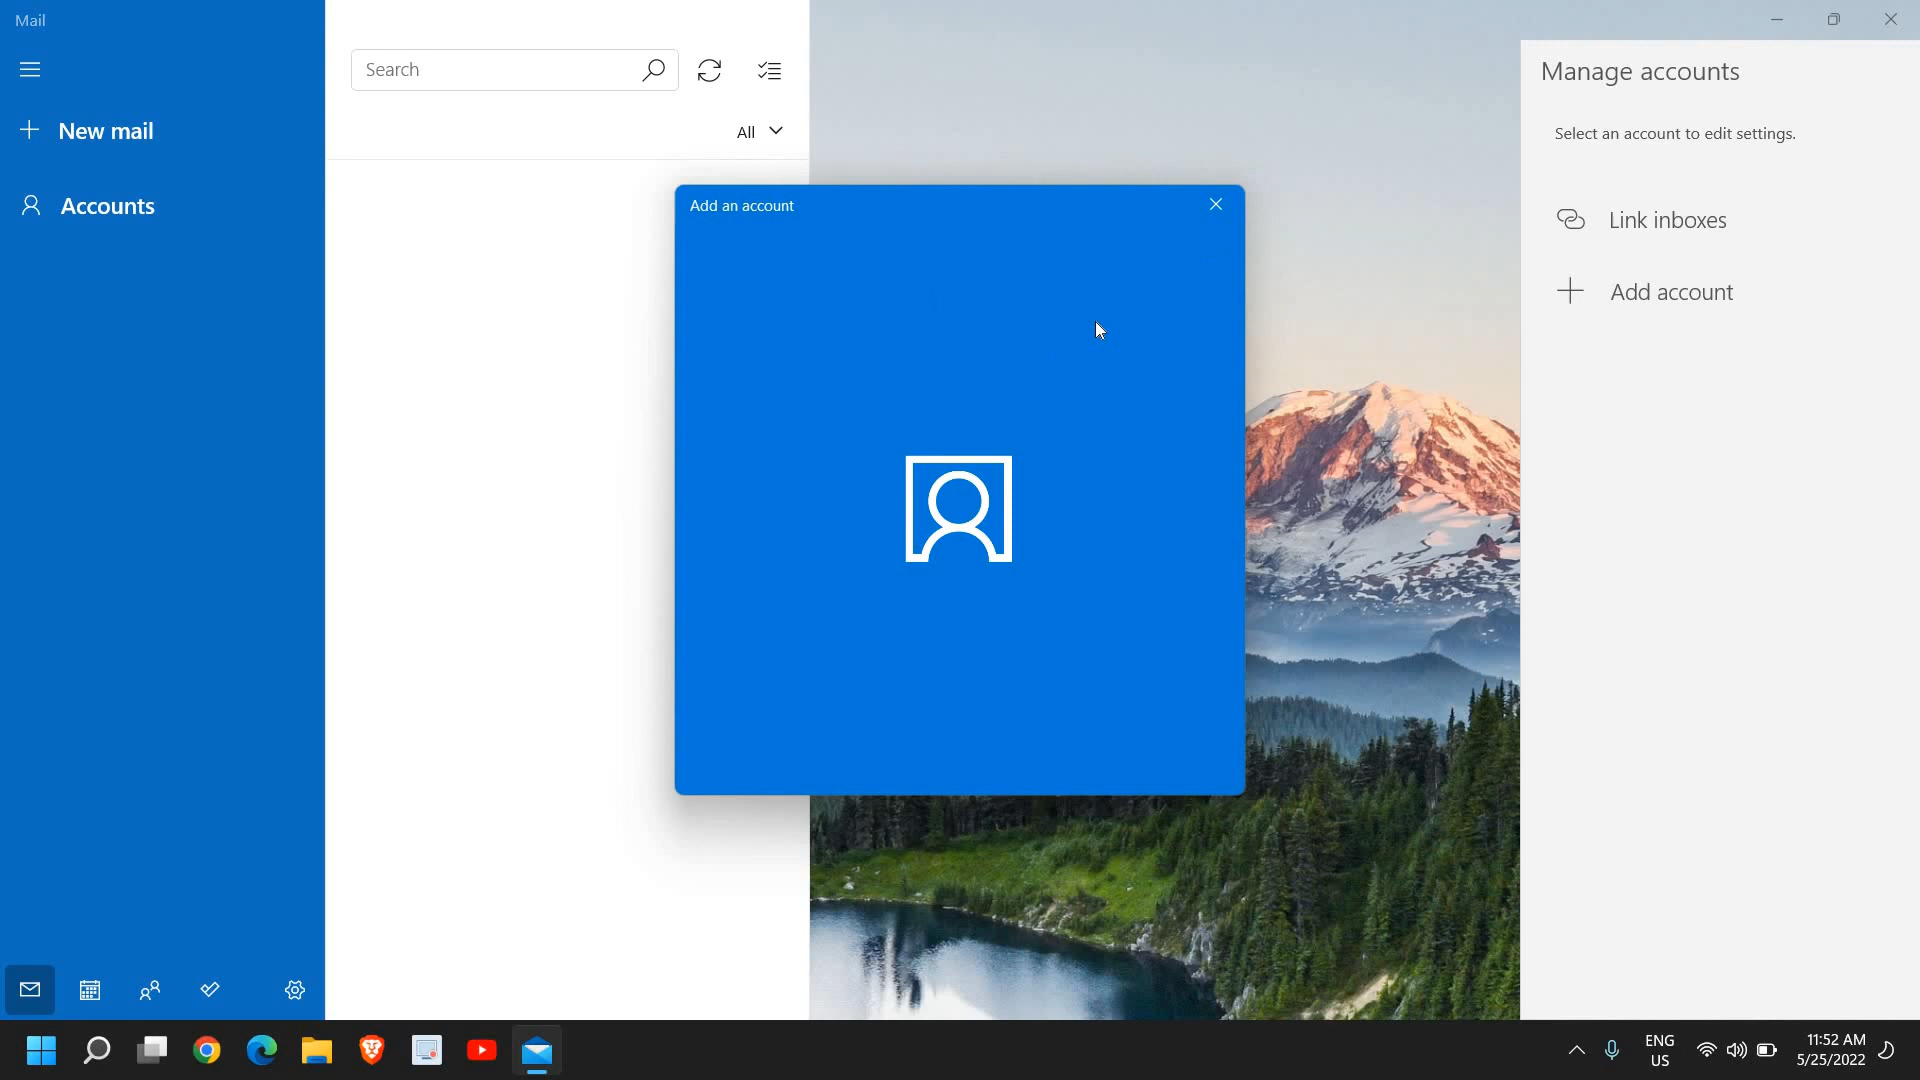 Mail
Search
New mail
All
Accounts
Add an account
Manage accounts
Select an account to edit settings.
Link inboxes
Add account
ENG
US
11:52 AM
5/25/2022